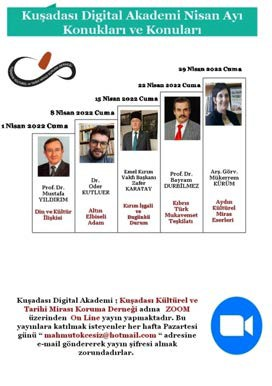 Kuşadası Digital Akademi Nisan Ayı
Konukları ve Konuları
29 Nisan 2022 Cuma
22 Nisan 2022 Cuma
15 Nisan 2022 Cuma
8 Nisan 2022 Cuma
1 Nisan 2022 Cuma
Prof. Dr.
Mustafa
YILDIRIM
Din ve Kültür
İlişkisi
Dr.
Oder
KUTLUER
Altın
Elbiseli
Adam
Emel Kırım
Vakfı Başkanı
Zafer
KARATAY
Kırım İşgali
ve
Bugünkü
Durum
Prof. Dr.
Bayram
DURBİLMEZ
Kıbrıs
Türk
Mukavemet
Teşkilatı
Arş. Görv.
Mükerrem
KÜRÜM
Aydın
Kültürel
Miras
Eserleri
Kuşadası Digital Akademi ; Kuşadası Kültürel ve
Tarihi Mirası Koruma Derneği adına ZOOM
üzerinden On Line yayın yapmaktadır. Bu
yayınlara katılmak isteyenler her hafta Pazartesi
günü “ mahmutokcesiz@hotmail.com “ adresine
e-mail göndererek yayın şifresi almak
zorundadırlar.